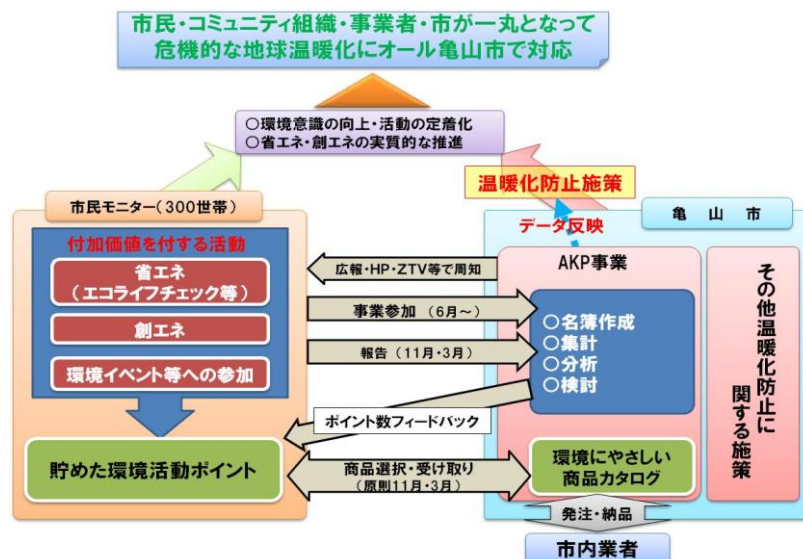 市民・コミュニティ組織・事業者・市が一丸となって
危機的な地球温暖化にオール亀山市で対応
○環境意識の向上・活動の定着化
○省エネ・創エネの実質的な推進
温暖化防止施策
市民モニター(300世帯)
亀山市
付加価値を付する活動
データ反映
省エネ
(エコライフチェック等)
広報・HP・ZTV等で周知
AKP事業
創エネ
事業参加 (6月~)
○名簿作成
○集計
○分析
○検討
報告 (11月・3月)
環境イベント等への参加
その他温暖化防止に
関する施策
ポイント数フィードバック
貯めた環境活動ポイント
商品選択・受け取り
(原則11月・3月)
環境にやさしい
商品カタログ
発注・納品
市内業者